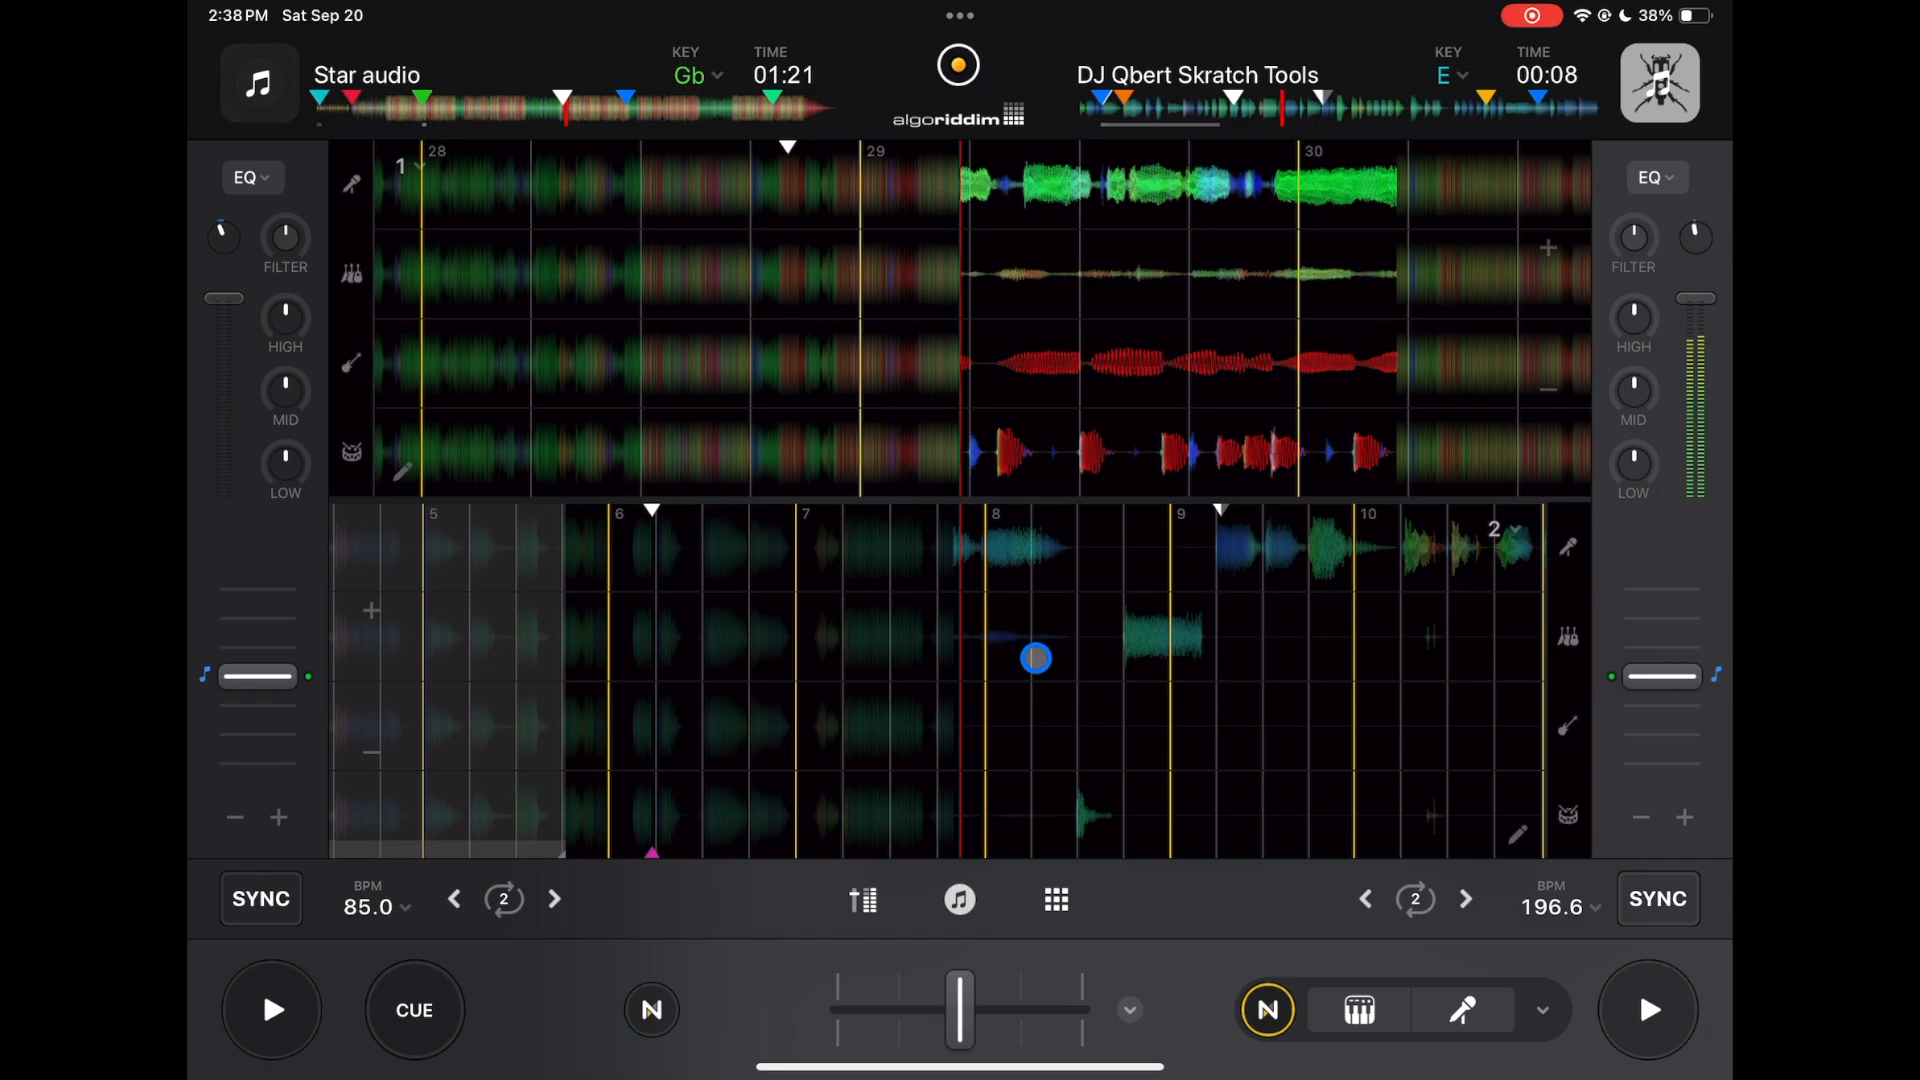 2:38 PM Sat Sep 20
38%
Star audio
KEY
Gb
TIME
01:21
algoriddim
DJ Qbert Skratch Tools
KEY
E
TIME
00:08
EQ
FILTER
HIGH
MID
LOW
1
28
29
30
EQ
FILTER
HIGH
MID
LOW
5
6
7
8
9
10
2
SYNC
BPM
85.0
2
2
BPM
196.6
SYNC
CUE